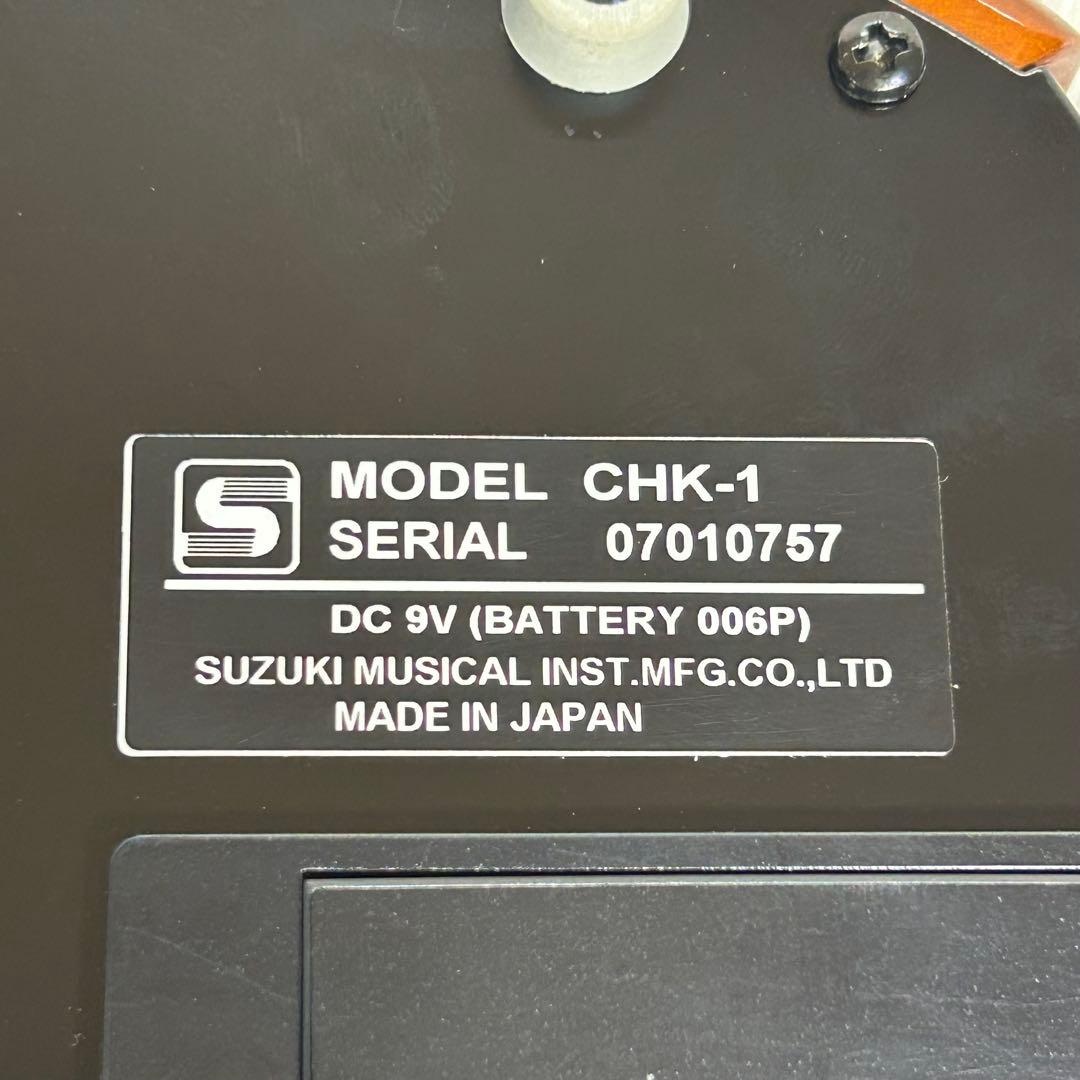 MODEL CHK-1
SERIAL 07010757
DC 9V (BATTERY 006P)
SUZUKI MUSICAL INST.MFG.CO.,LTD
MADE IN JAPAN